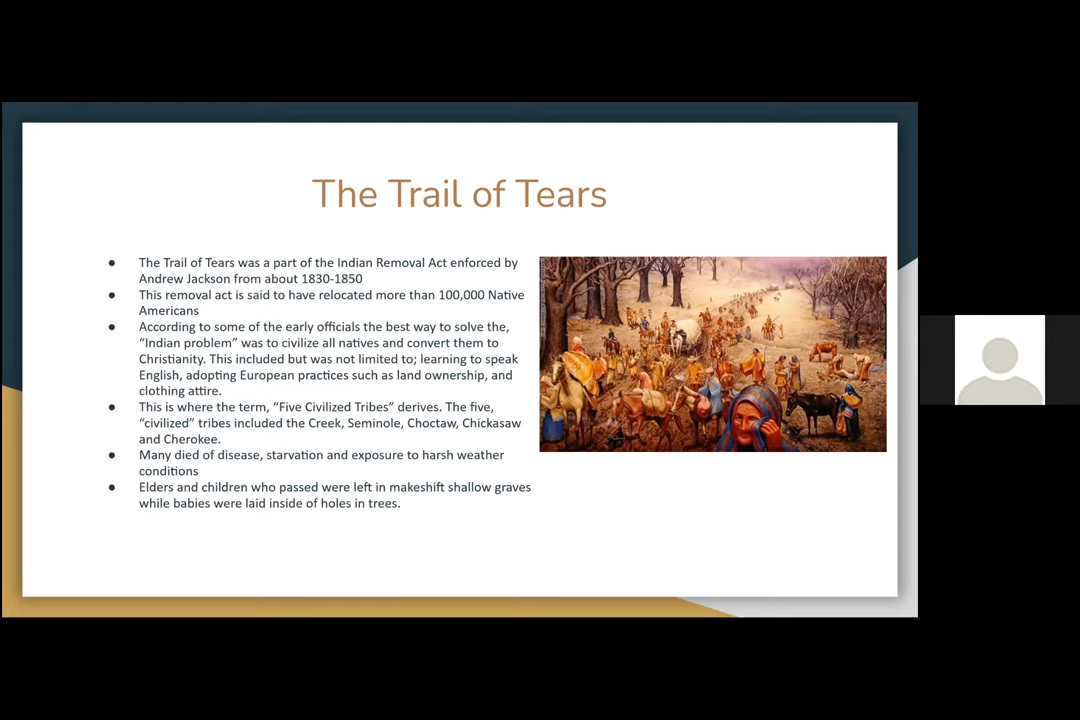 The Trail of Tears
● The Trail of Tears was a part of the Indian Removal Act enforced by
Andrew Jackson from about 1830-1850
● This removal act is said to have relocated more than 100,000 Native
Americans
● According to some of the early officials the best way to solve the,
“Indian problem” was to civilize all natives and convert them to
Christianity. This included but was not limited to; learning to speak
English, adopting European practices such as land ownership, and
clothing attire.
● This is where the term, “Five Civilized Tribes” derives. The five,
“civilized” tribes included the Creek, Seminole, Choctaw, Chickasaw
and Cherokee.
● Many died of disease, starvation and exposure to harsh weather
conditions
● Elders and children who passed were left in makeshift shallow graves
while babies were laid inside of holes in trees.